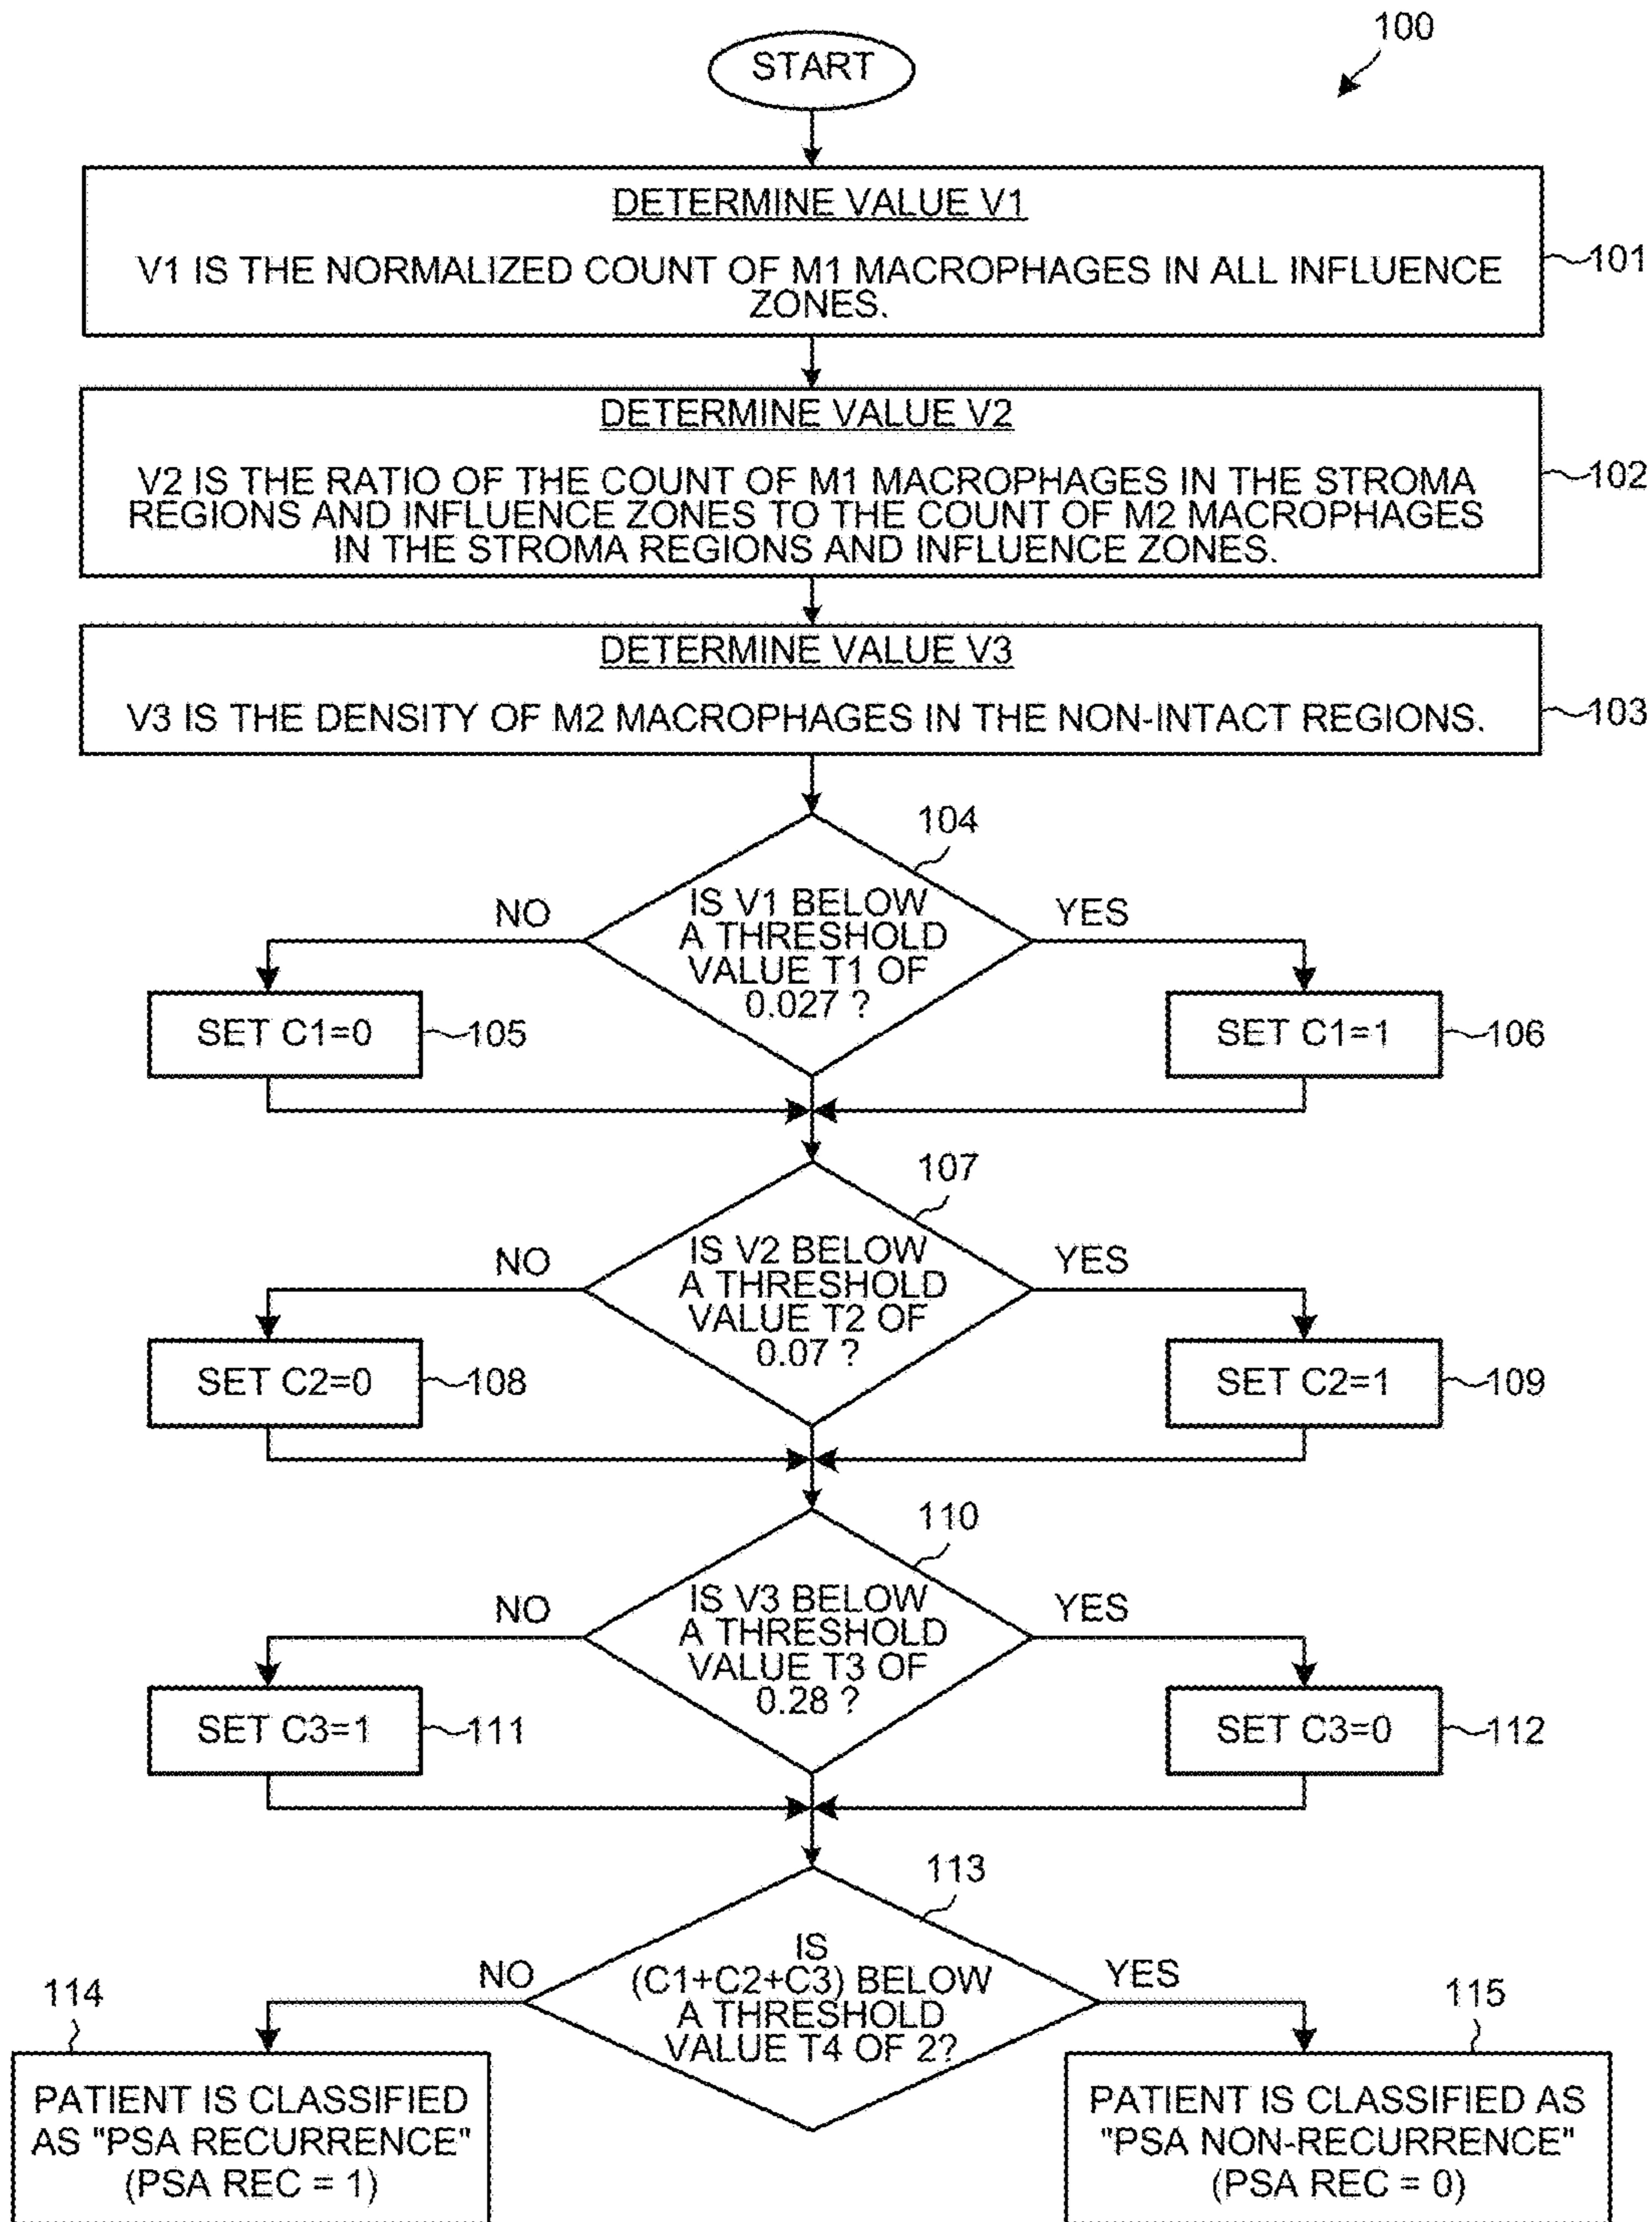 100
START
DETERMINE VALUE V1
V1 IS THE NORMALIZED COUNT OF M1 MACROPHAGES IN ALL INFLUENCE
ZONES.
101
DETERMINE VALUE V2
V2 IS THE RATIO OF THE COUNT OF M1 MACROPHAGES IN THE STROMA
REGIONS AND INFLUENCE ZONES TO THE COUNT OF M2 MACROPHAGES
IN THE STROMA REGIONS AND INFLUENCE ZONES.
102
DETERMINE VALUE V3
V3 IS THE DENSITY OF M2 MACROPHAGES IN THE NON-INTACT REGIONS.
103
104
IS V1 BELOW
A THRESHOLD
VALUE T1 OF
0.027 ?
NO
YES
SET C1=0
105
SET C1=1
106
107
IS V2 BELOW
A THRESHOLD
VALUE T2 OF
0.07 ?
NO
YES
SET C2=0
108
SET C2=1
109
110
IS V3 BELOW
A THRESHOLD
VALUE T3 OF
0.28 ?
NO
YES
SET C3=1
111
SET C3=0
112
113
IS
(C1+C2+C3) BELOW
A THRESHOLD
VALUE T4 OF 2?
NO
YES
114
PATIENT IS CLASSIFIED
AS "PSA RECURRENCE"
(PSA REC = 1)
115
PATIENT IS CLASSIFIED AS
"PSA NON-RECURRENCE"
(PSA REC = 0)